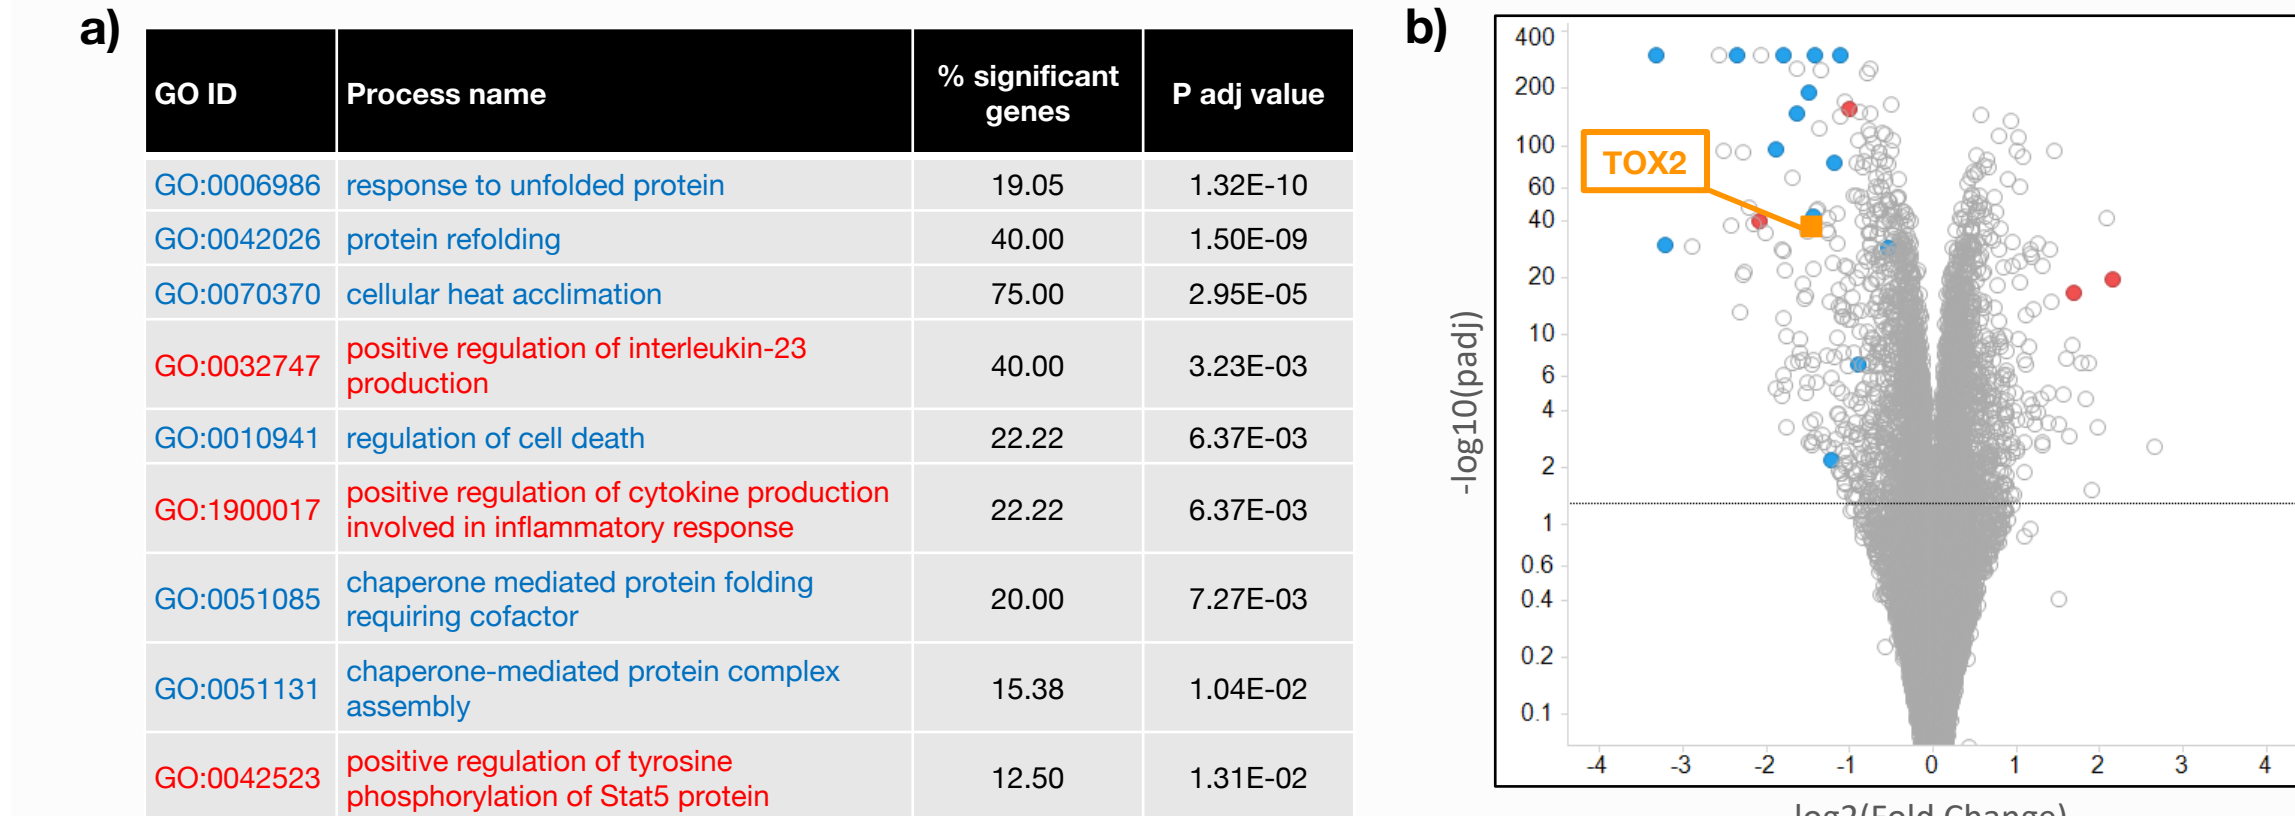 a)
GO ID Process name % significant genes P adj value
GO:0006986 response to unfolded protein 19.05 1.32E-10
GO:0042026 protein refolding 40.00 1.50E-09
GO:0070370 cellular heat acclimation 75.00 2.95E-05
GO:0032747 positive regulation of interleukin-23 production 40.00 3.23E-03
GO:0010941 regulation of cell death 22.22 6.37E-03
GO:1900017 positive regulation of cytokine production involved in inflammatory response 22.22 6.37E-03
GO:0051085 chaperone mediated protein folding requiring cofactor 20.00 7.27E-03
GO:0051131 chaperone-mediated protein complex assembly 15.38 1.04E-02
GO:0042523 positive regulation of tyrosine phosphorylation of Stat5 protein 12.50 1.31E-02
b)
-log10(padj)
400
200
100
60
40
20
10
6
4
2
1
0.6
0.4
0.2
0.1
TOX2
-4 -3 -2 -1 0 1 2 3 4
log2(Fold Change)